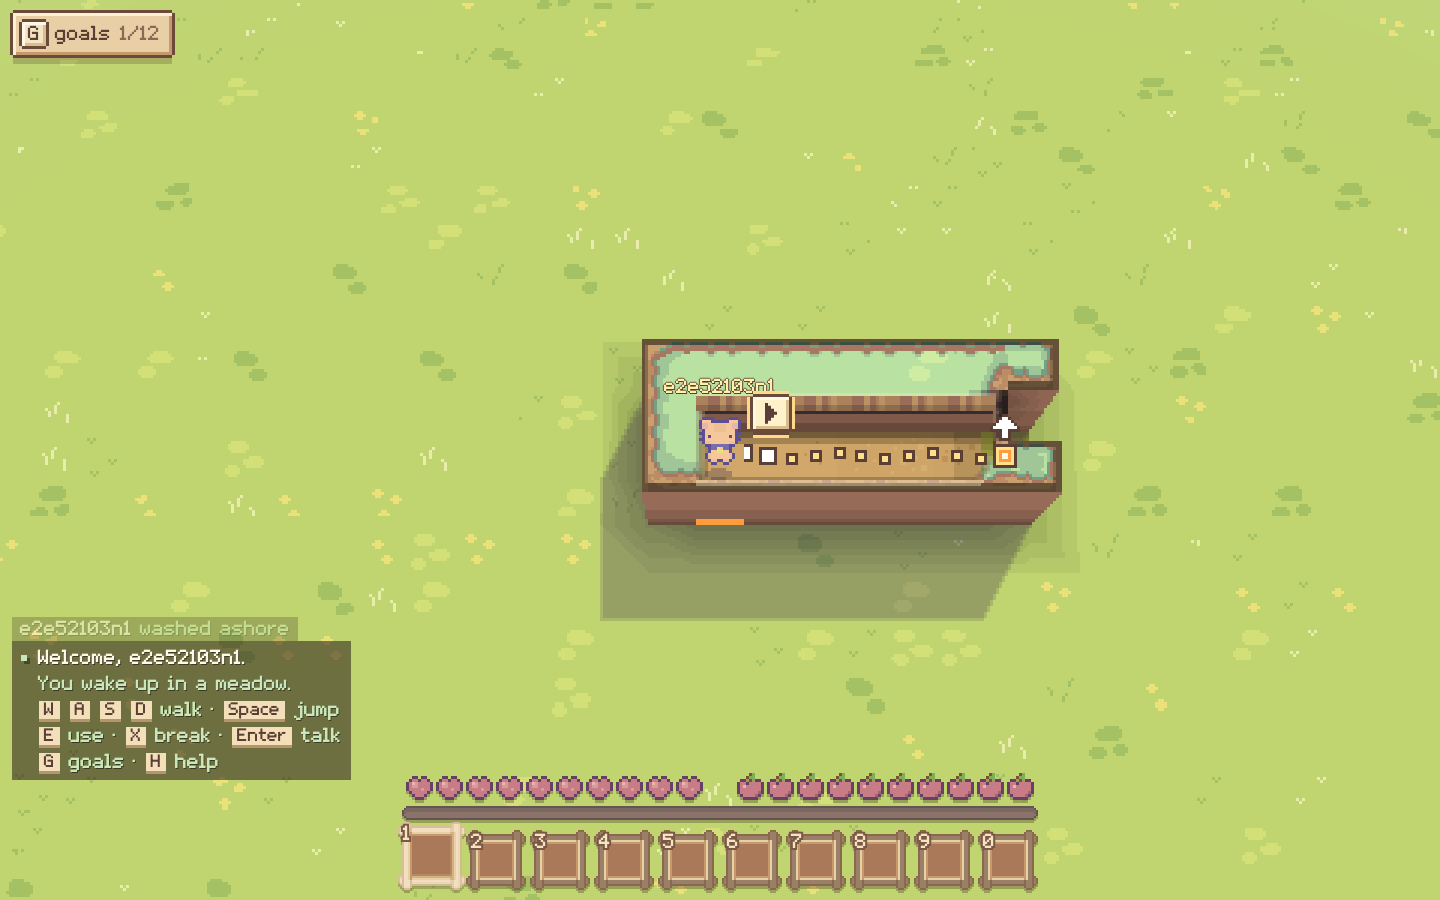 G goals 1/12
e2e52103n1
e2e52103n1 washed ashore
Welcome, e2e52103n1.
You wake up in a meadow.
W A S D walk · Space jump
E use · X break · Enter talk
G goals · H help
1 2 3 4 5 6 7 8 9 0